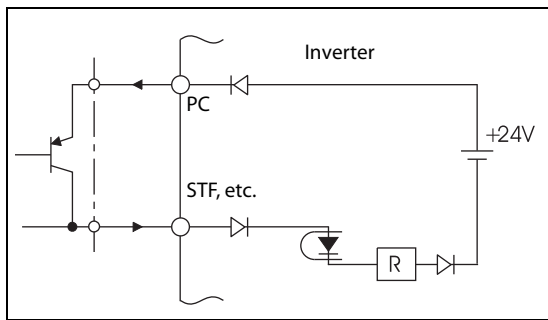 Inverter
PC
+24V
STF, etc.
R